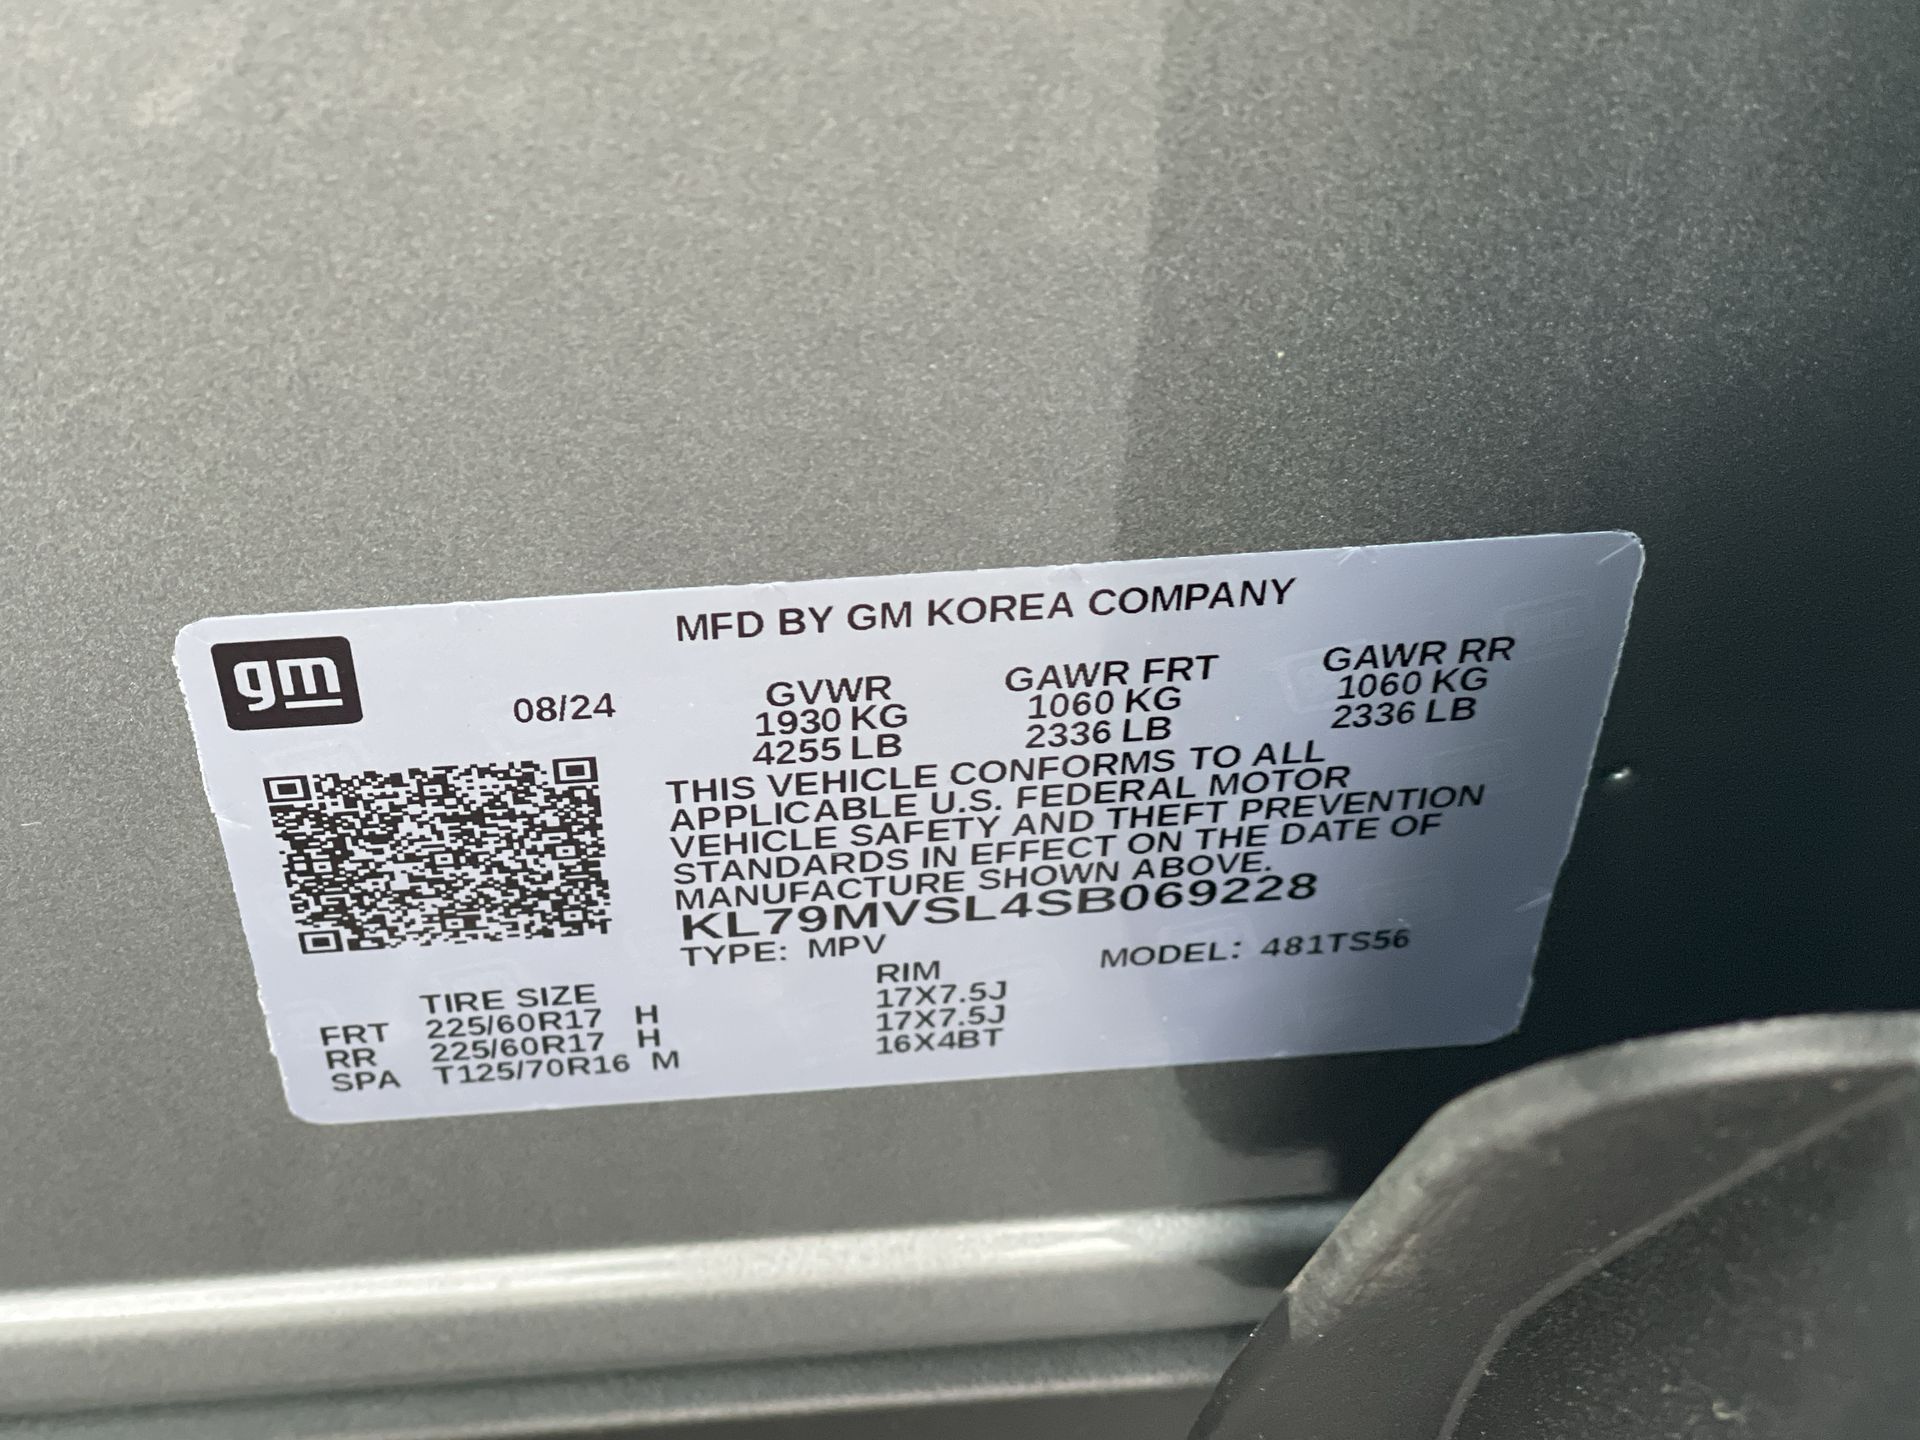 MFD BY GM KOREA COMPANY
gm
08/24
GVWR GAWR FRT GAWR RR
1930 KG 1060 KG 1060 KG
4255 LB 2336 LB 2336 LB
THIS VEHICLE CONFORMS TO ALL
APPLICABLE U.S. FEDERAL MOTOR
VEHICLE SAFETY AND THEFT PREVENTION
STANDARDS IN EFFECT ON THE DATE OF
MANUFACTURE SHOWN ABOVE.
KL79MVSL4SB069228
TYPE: MPV MODEL: 481TS56
TIRE SIZE RIM
FRT 225/60R17 H 17X7.5J
RR 225/60R17 H 17X7.5J
SPA T125/70R16 M 16X4BT